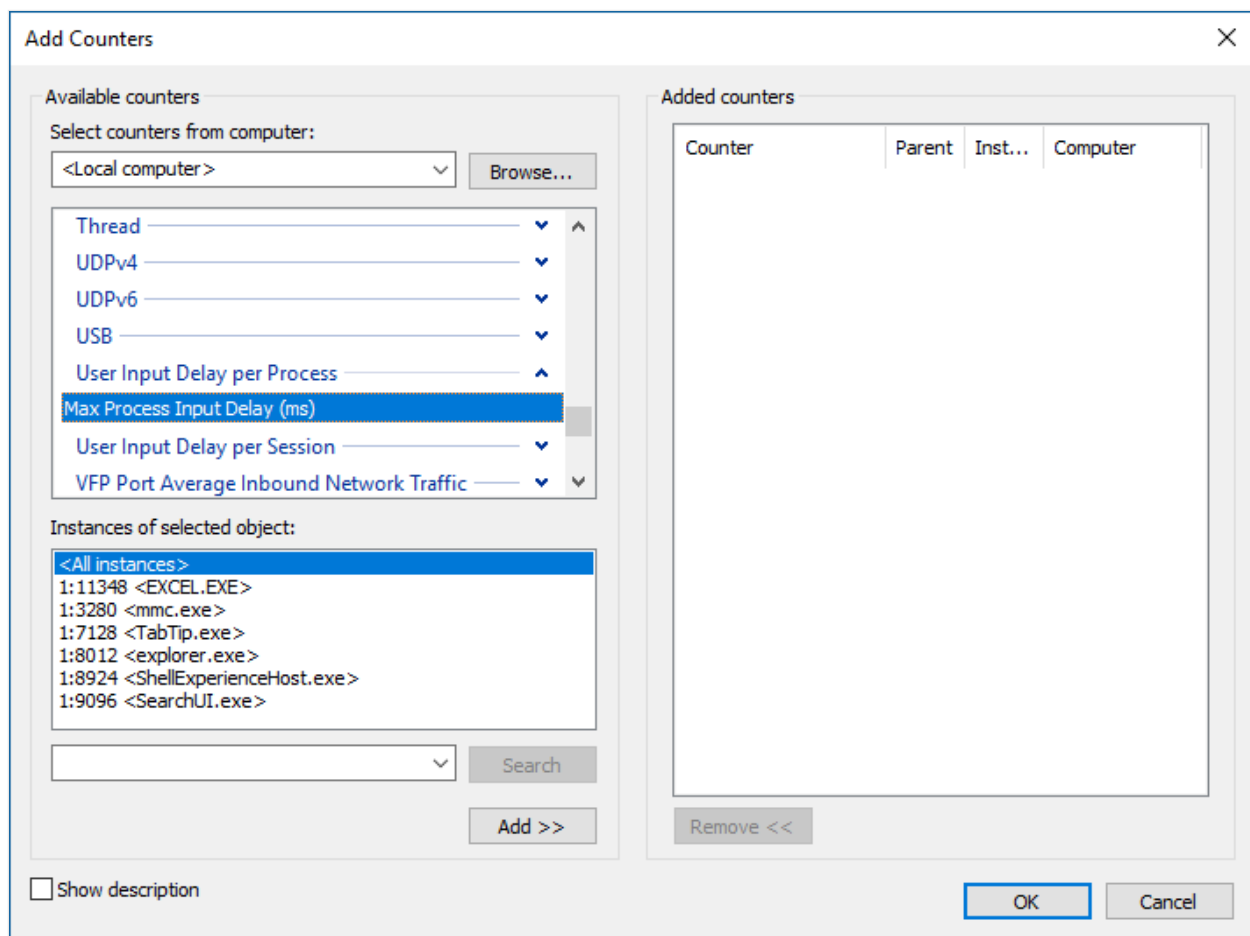 Add Counters
Available counters
Select counters from computer:
<Local computer>
Browse...
Thread
UDPv4
UDPv6
USB
User Input Delay per Process
Max Process Input Delay (ms)
User Input Delay per Session
VFP Port Average Inbound Network Traffic
Instances of selected object:
<All instances>
1:11348 <EXCEL.EXE>
1:3280 <mmc.exe>
1:7128 <TabTip.exe>
1:8012 <explorer.exe>
1:8924 <ShellExperienceHost.exe>
1:9096 <SearchUI.exe>
Search
Add >>
Show description
Added counters
Counter Parent Inst... Computer
Remove <<
OK Cancel